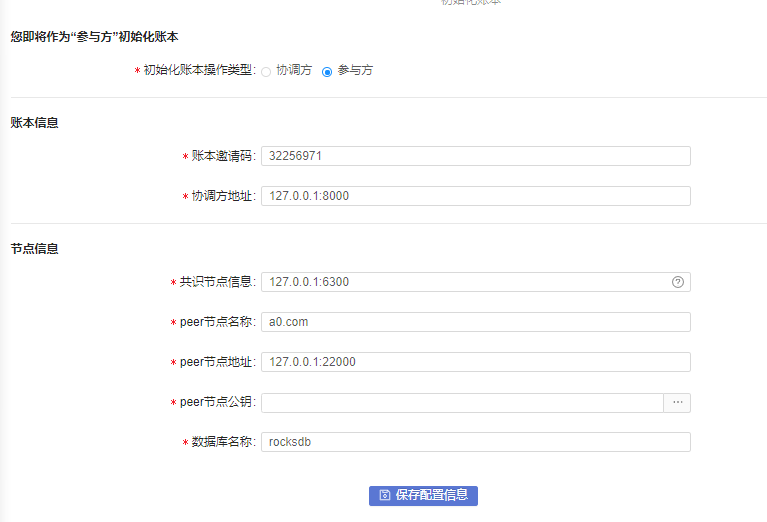 初始化账本
您即将作为“参与方”初始化账本
* 初始化账本操作类型: 协调方 参与方
账本信息
* 账本邀请码: 32256971
* 协调方地址: 127.0.0.1:8000
节点信息
* 共识节点信息: 127.0.0.1:6300
* peer节点名称: a0.com
* peer节点地址: 127.0.0.1:22000
* peer节点公钥: ...
* 数据库名称: rocksdb
保存配置信息